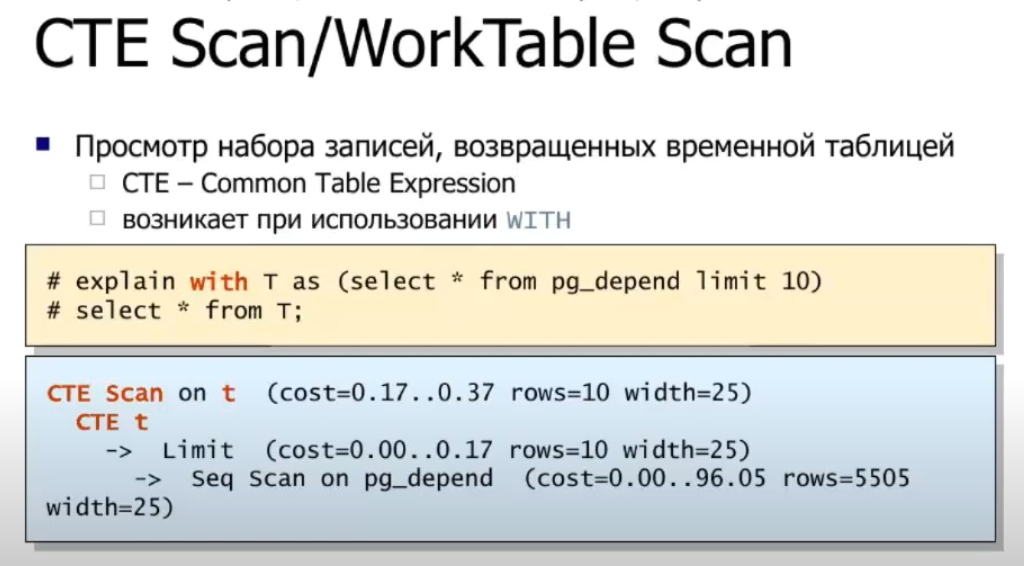 CTE Scan/WorkTable Scan
Просмотр набора записей, возвращенных временной таблицей
CTE – Common Table Expression
возникает при использовании WITH
# explain with T as (select * from pg_depend limit 10)
# select * from T;
CTE Scan on t  (cost=0.17..0.37 rows=10 width=25)
CTE t
->  Limit  (cost=0.00..0.17 rows=10 width=25)
->  Seq Scan on pg_depend  (cost=0.00..96.05 rows=5505
width=25)